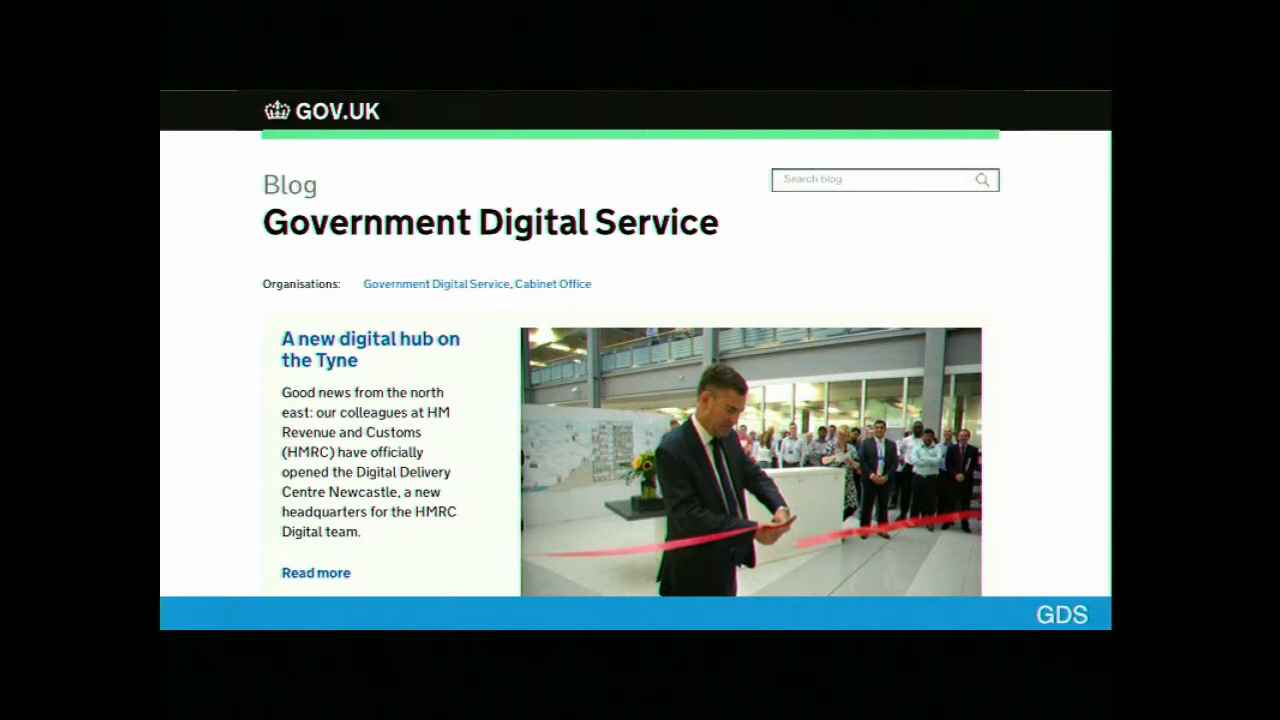 GOV.UK
Blog
Search blog
Government Digital Service
Organisations: Government Digital Service, Cabinet Office
A new digital hub on
the Tyne
Good news from the north
east: our colleagues at HM
Revenue and Customs
(HMRC) have officially
opened the Digital Delivery
Centre Newcastle, a new
headquarters for the HMRC
Digital team.
Read more
GDS